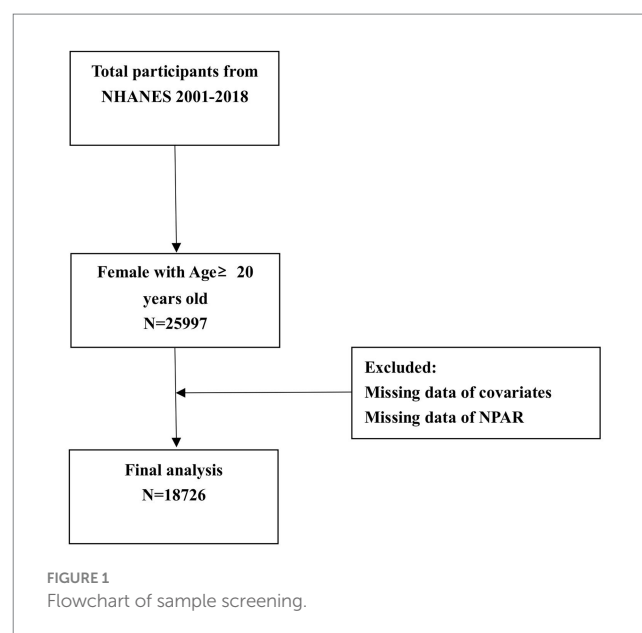 Total participants from
NHANES 2001-2018
Female with Age≥ 20
years old
N=25997
Excluded:
Missing data of covariates
Missing data of NPAR
Final analysis
N=18726
FIGURE 1
Flowchart of sample screening.